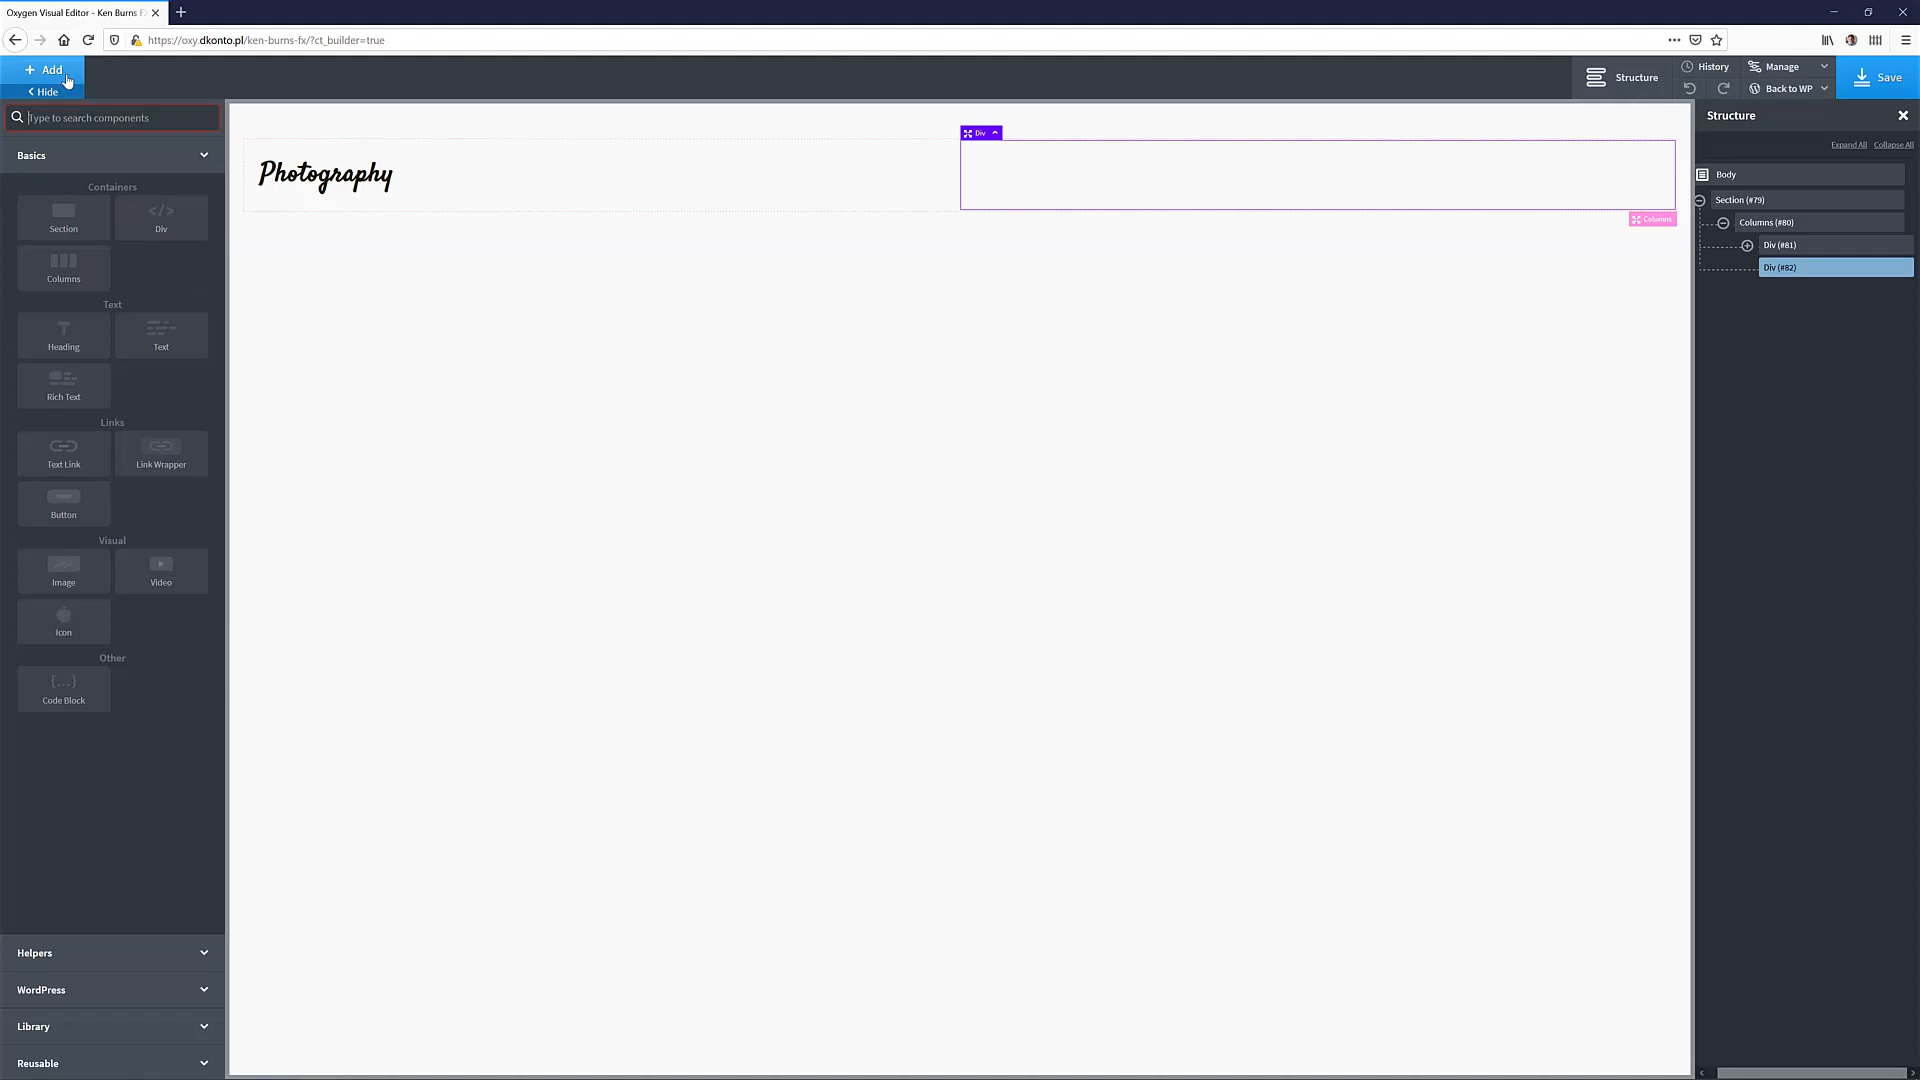 Oxygen Visual Editor - Ken Burns F
https://oxy.dkonto.pl/ken-burns-fx/?ct_builder=true
+ Add
Hide
Structure
History
Manage
Back to WP
Save
Type to search components
Basics
Containers
Section
</>
Div
Columns
Text
T
Heading
Text
Rich Text
Links
Text Link
Link Wrapper
Button
Visual
Image
Video
Icon
Other
{...}
Code Block
Helpers
WordPress
Library
Reusable
Photography
Div
Columns
Structure
Expand All
Collapse All
Body
Section (#79)
Columns (#80)
Div (#81)
Div (#82)